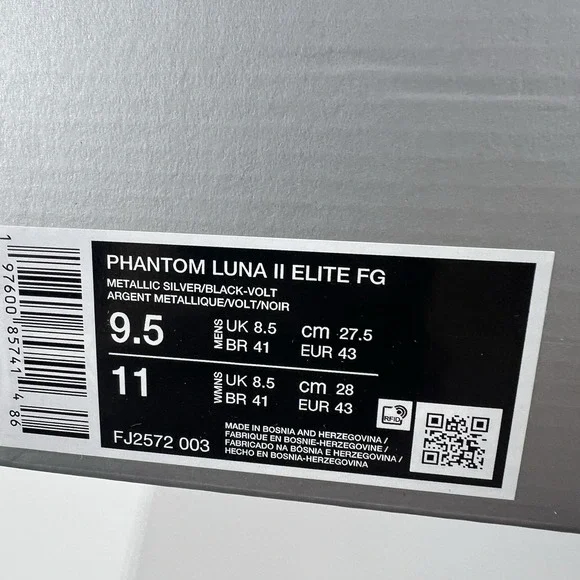 PHANTOM LUNA II ELITE FG
METALLIC SILVER/BLACK-VOLT
ARGENT METALLIQUE/VOLT/NOIR
9.5 MENS UK 8.5 cm 27.5
BR 41 EUR 43
11 WMNS UK 8.5 cm 28
BR 41 EUR 43
RFID
FJ2572 003
MADE IN BOSNIA AND HERZEGOVINA /
FABRIQUE EN BOSNIE-HERZEGOVINE /
FABRICADO NA BÓSNIA E HERZEGOVINA /
HECHO EN BOSNIA-HERZEGOVINA
1 97600 85741 4 86